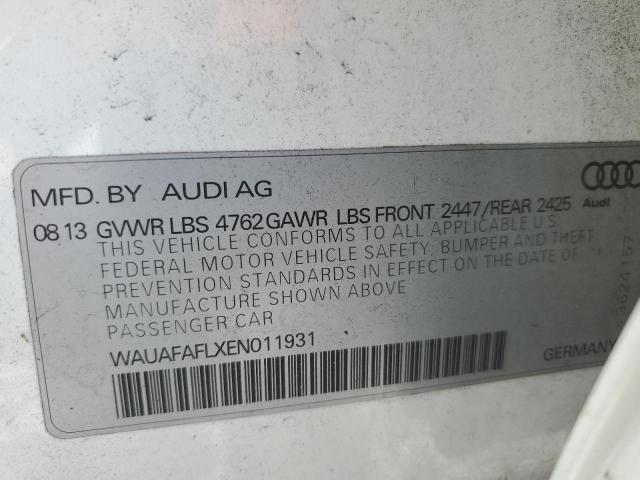 MFD. BY AUDI AG
08 13 GVWR LBS 4762 GAWR LBS FRONT 2447/REAR 2425
Audi
THIS VEHICLE CONFORMS TO ALL APPLICABLE U S
FEDERAL MOTOR VEHICLE SAFETY, BUMPER AND THEFT
PREVENTION STANDARDS IN EFFECT ON THE DATE OF
MANUFACTURE SHOWN ABOVE
PASSENGER CAR
WAUAFAFLXEN011931
GERMANY
3624157